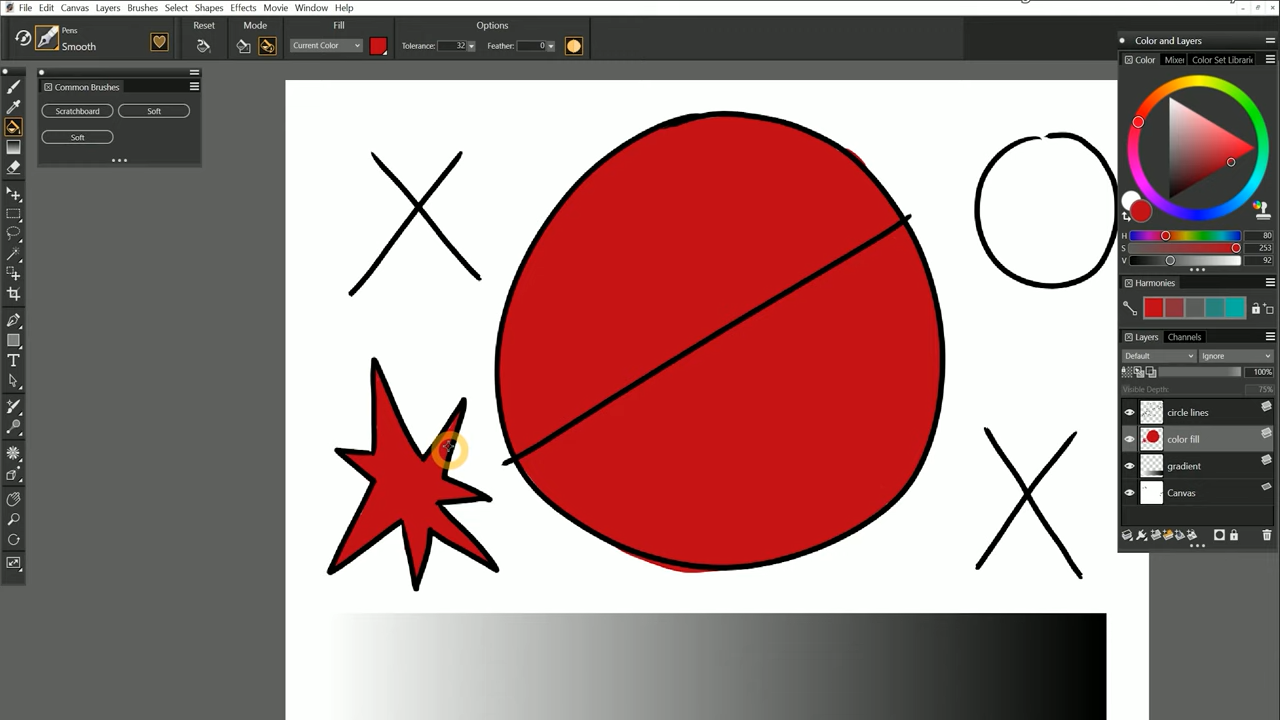 File Edit Canvas Layers Brushes Select Shapes Effects Movie Window Help
Pens
Smooth
Reset
Mode
Fill
Current Color
Options
Tolerance: 32
Feather: 0
Common Brushes
Scratchboard Soft
Soft
Color and Layers
Color Mixer Color Set Librari
H 80
S 253
V 92
Harmonies
Layers Channels
Default Ignore
100%
Visible Depth: 75%
circle lines
color fill
gradient
Canvas